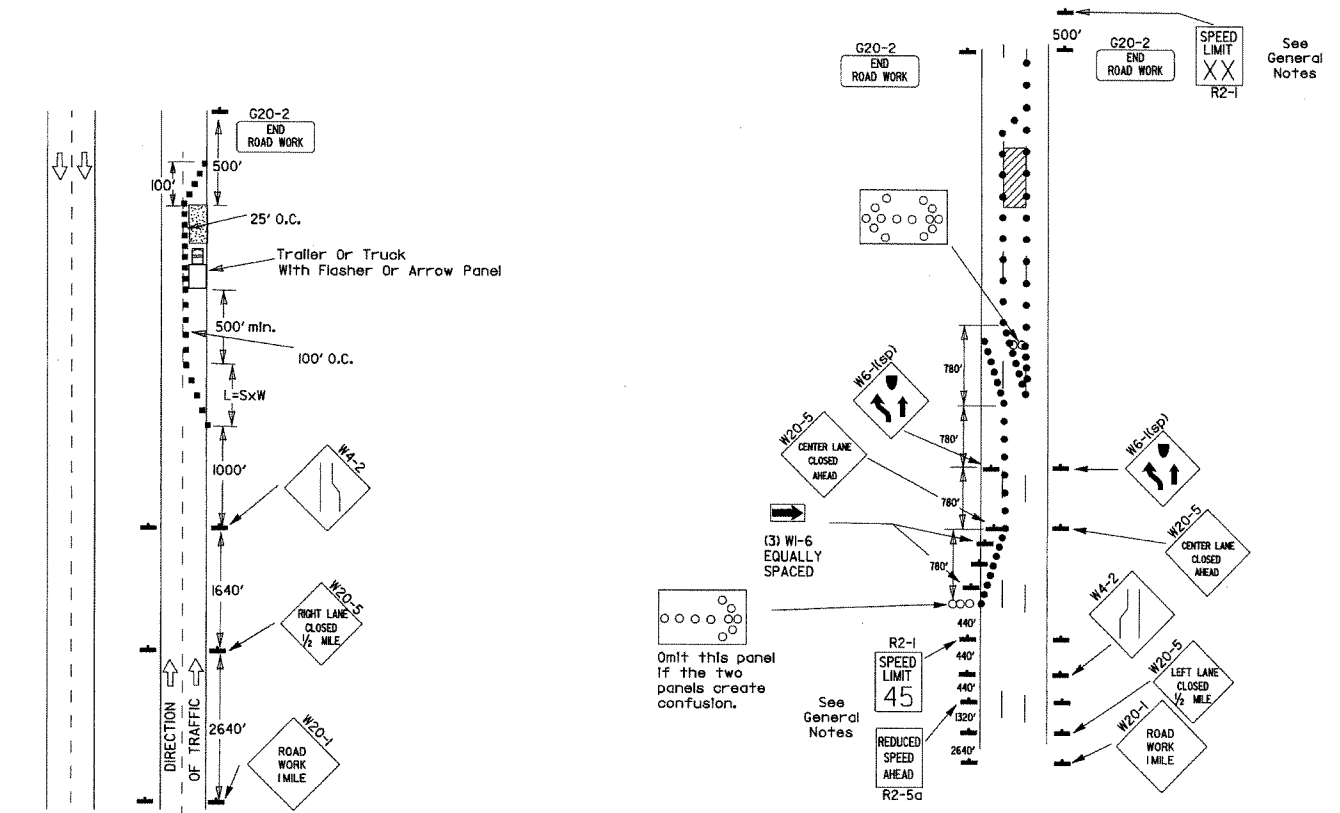 G20-2
END
ROAD WORK
500'
100'
25' O.C.
Trailer Or Truck
With Flasher Or Arrow Panel
500' min.
100' O.C.
L=SxW
1000'
W4-2
1640'
W20-5
RIGHT LANE
CLOSED
1/2 MILE
DIRECTION
OF TRAFFIC
2640'
W20-1
ROAD
WORK
1 MILE
G20-2
END
ROAD WORK
500'
G20-2
END
ROAD WORK
SPEED
LIMIT
XX
R2-1
See
General
Notes
780'
W6-1(sp)
780'
W20-5
CENTER LANE
CLOSED
AHEAD
780'
(3) W1-6
EQUALLY
SPACED
780'
W6-1(sp)
W20-5
CENTER LANE
CLOSED
AHEAD
Omit this panel
if the two
panels create
confusion.
440'
R2-1
SPEED
LIMIT
45
440'
440'
See
General
Notes
1320'
REDUCED
SPEED
AHEAD
R2-5a
2640'
W4-2
W20-5
LEFT LANE
CLOSED
1/2 MILE
W20-1
ROAD
WORK
1 MILE